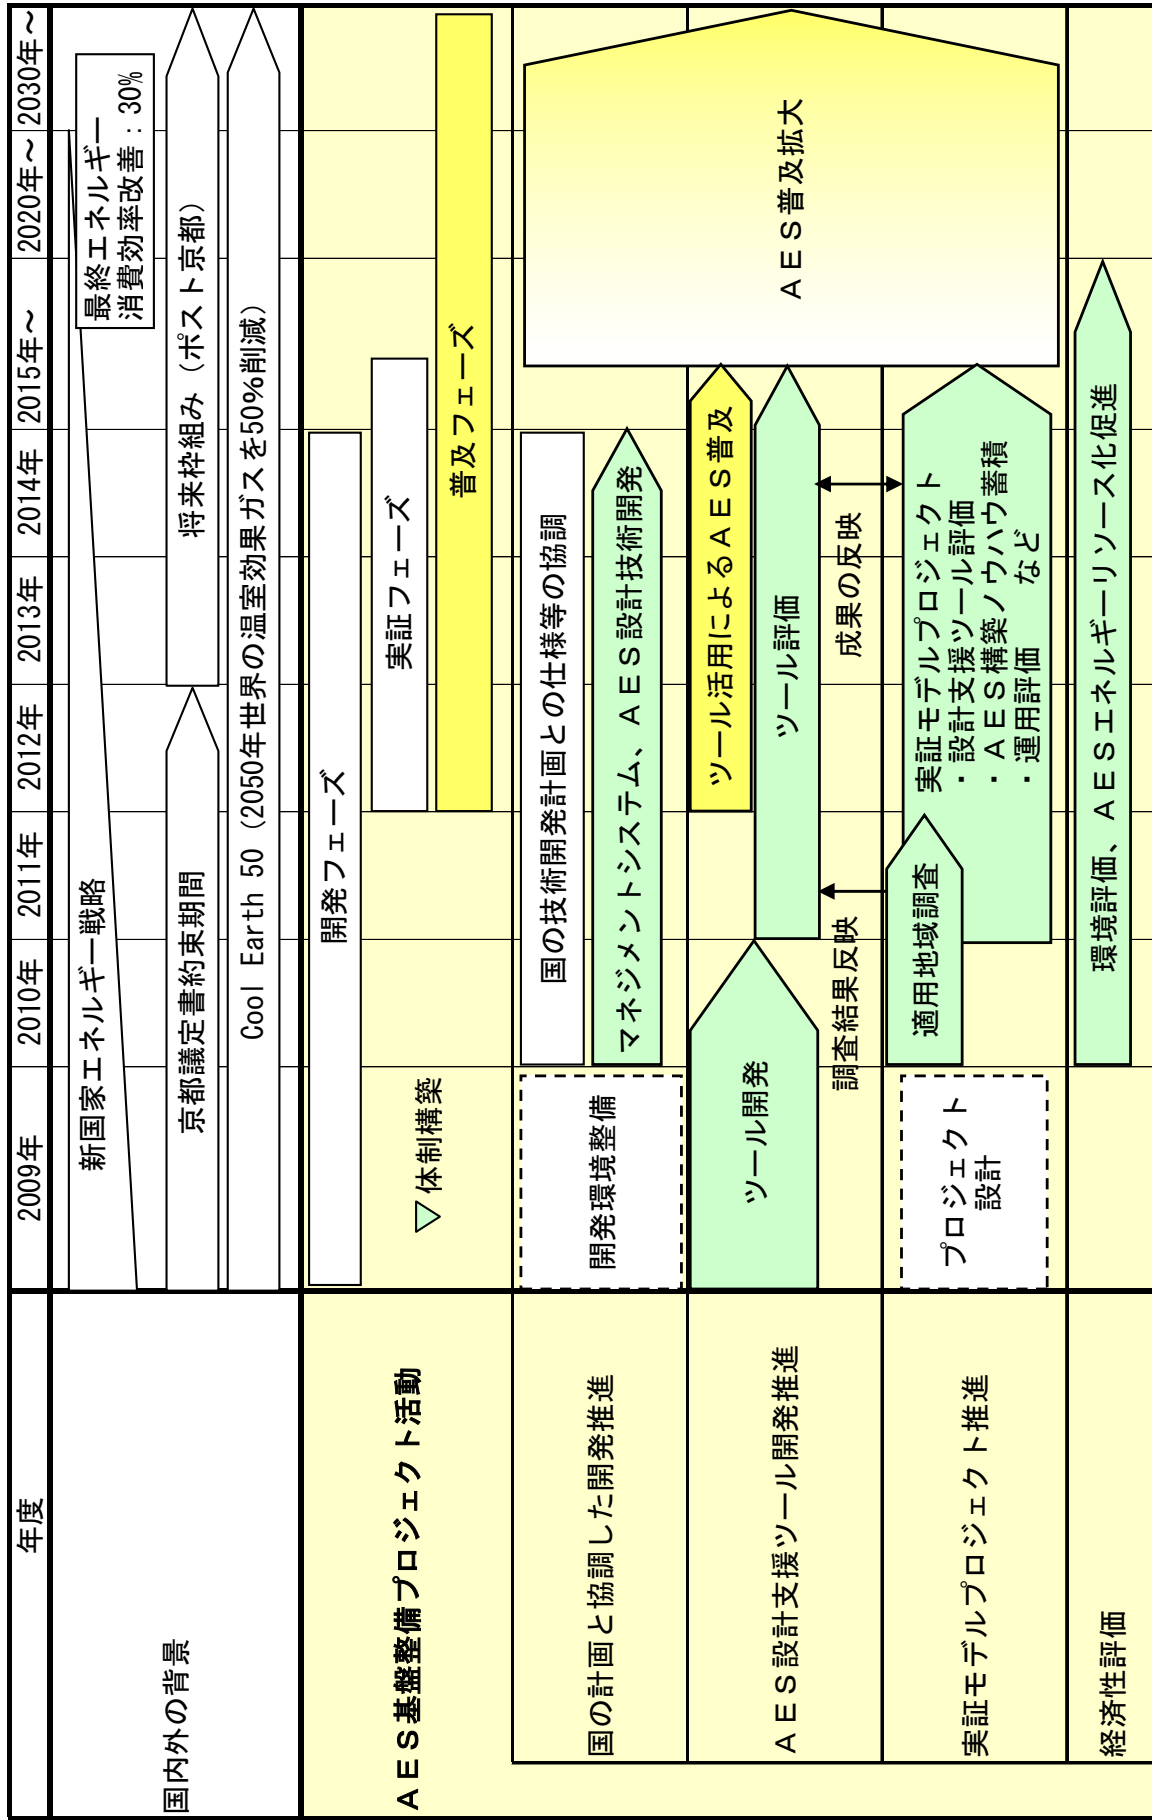 年度
2009年
2010年
2011年
2012年
2013年
2014年
2015年～
2020年～
2030年～
国内外の背景
新国家エネルギー戦略
最終エネルギー
消費効率改善：30%
京都議定書約束期間
将来枠組み（ポスト京都）
Cool Earth 50（2050年世界の温室効果ガスを50%削減）
ＡＥＳ基盤整備プロジェクト活動
開発フェーズ
実証フェーズ
▽体制構築
普及フェーズ
国の計画と協調した開発推進
開発環境整備
国の技術開発計画との仕様等の協調
マネジメントシステム、ＡＥＳ設計技術開発
ＡＥＳ普及拡大
ＡＥＳ設計支援ツール開発推進
ツール開発
ツール活用によるＡＥＳ普及
ツール評価
調査結果反映
成果の反映
実証モデルプロジェクト推進
プロジェクト
設計
適用地域調査
実証モデルプロジェクト
・設計支援ツール評価
・ＡＥＳ構築ノウハウ蓄積
・運用評価　　など
経済性評価
環境評価、ＡＥＳエネルギーリソース化促進